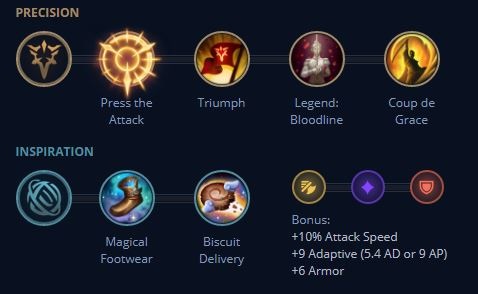 PRECISION
Press the
Attack
Triumph
Legend:
Bloodline
Coup de
Grace
INSPIRATION
Magical
Footwear
Biscuit
Delivery
Bonus:
+10% Attack Speed
+9 Adaptive (5.4 AD or 9 AP)
+6 Armor